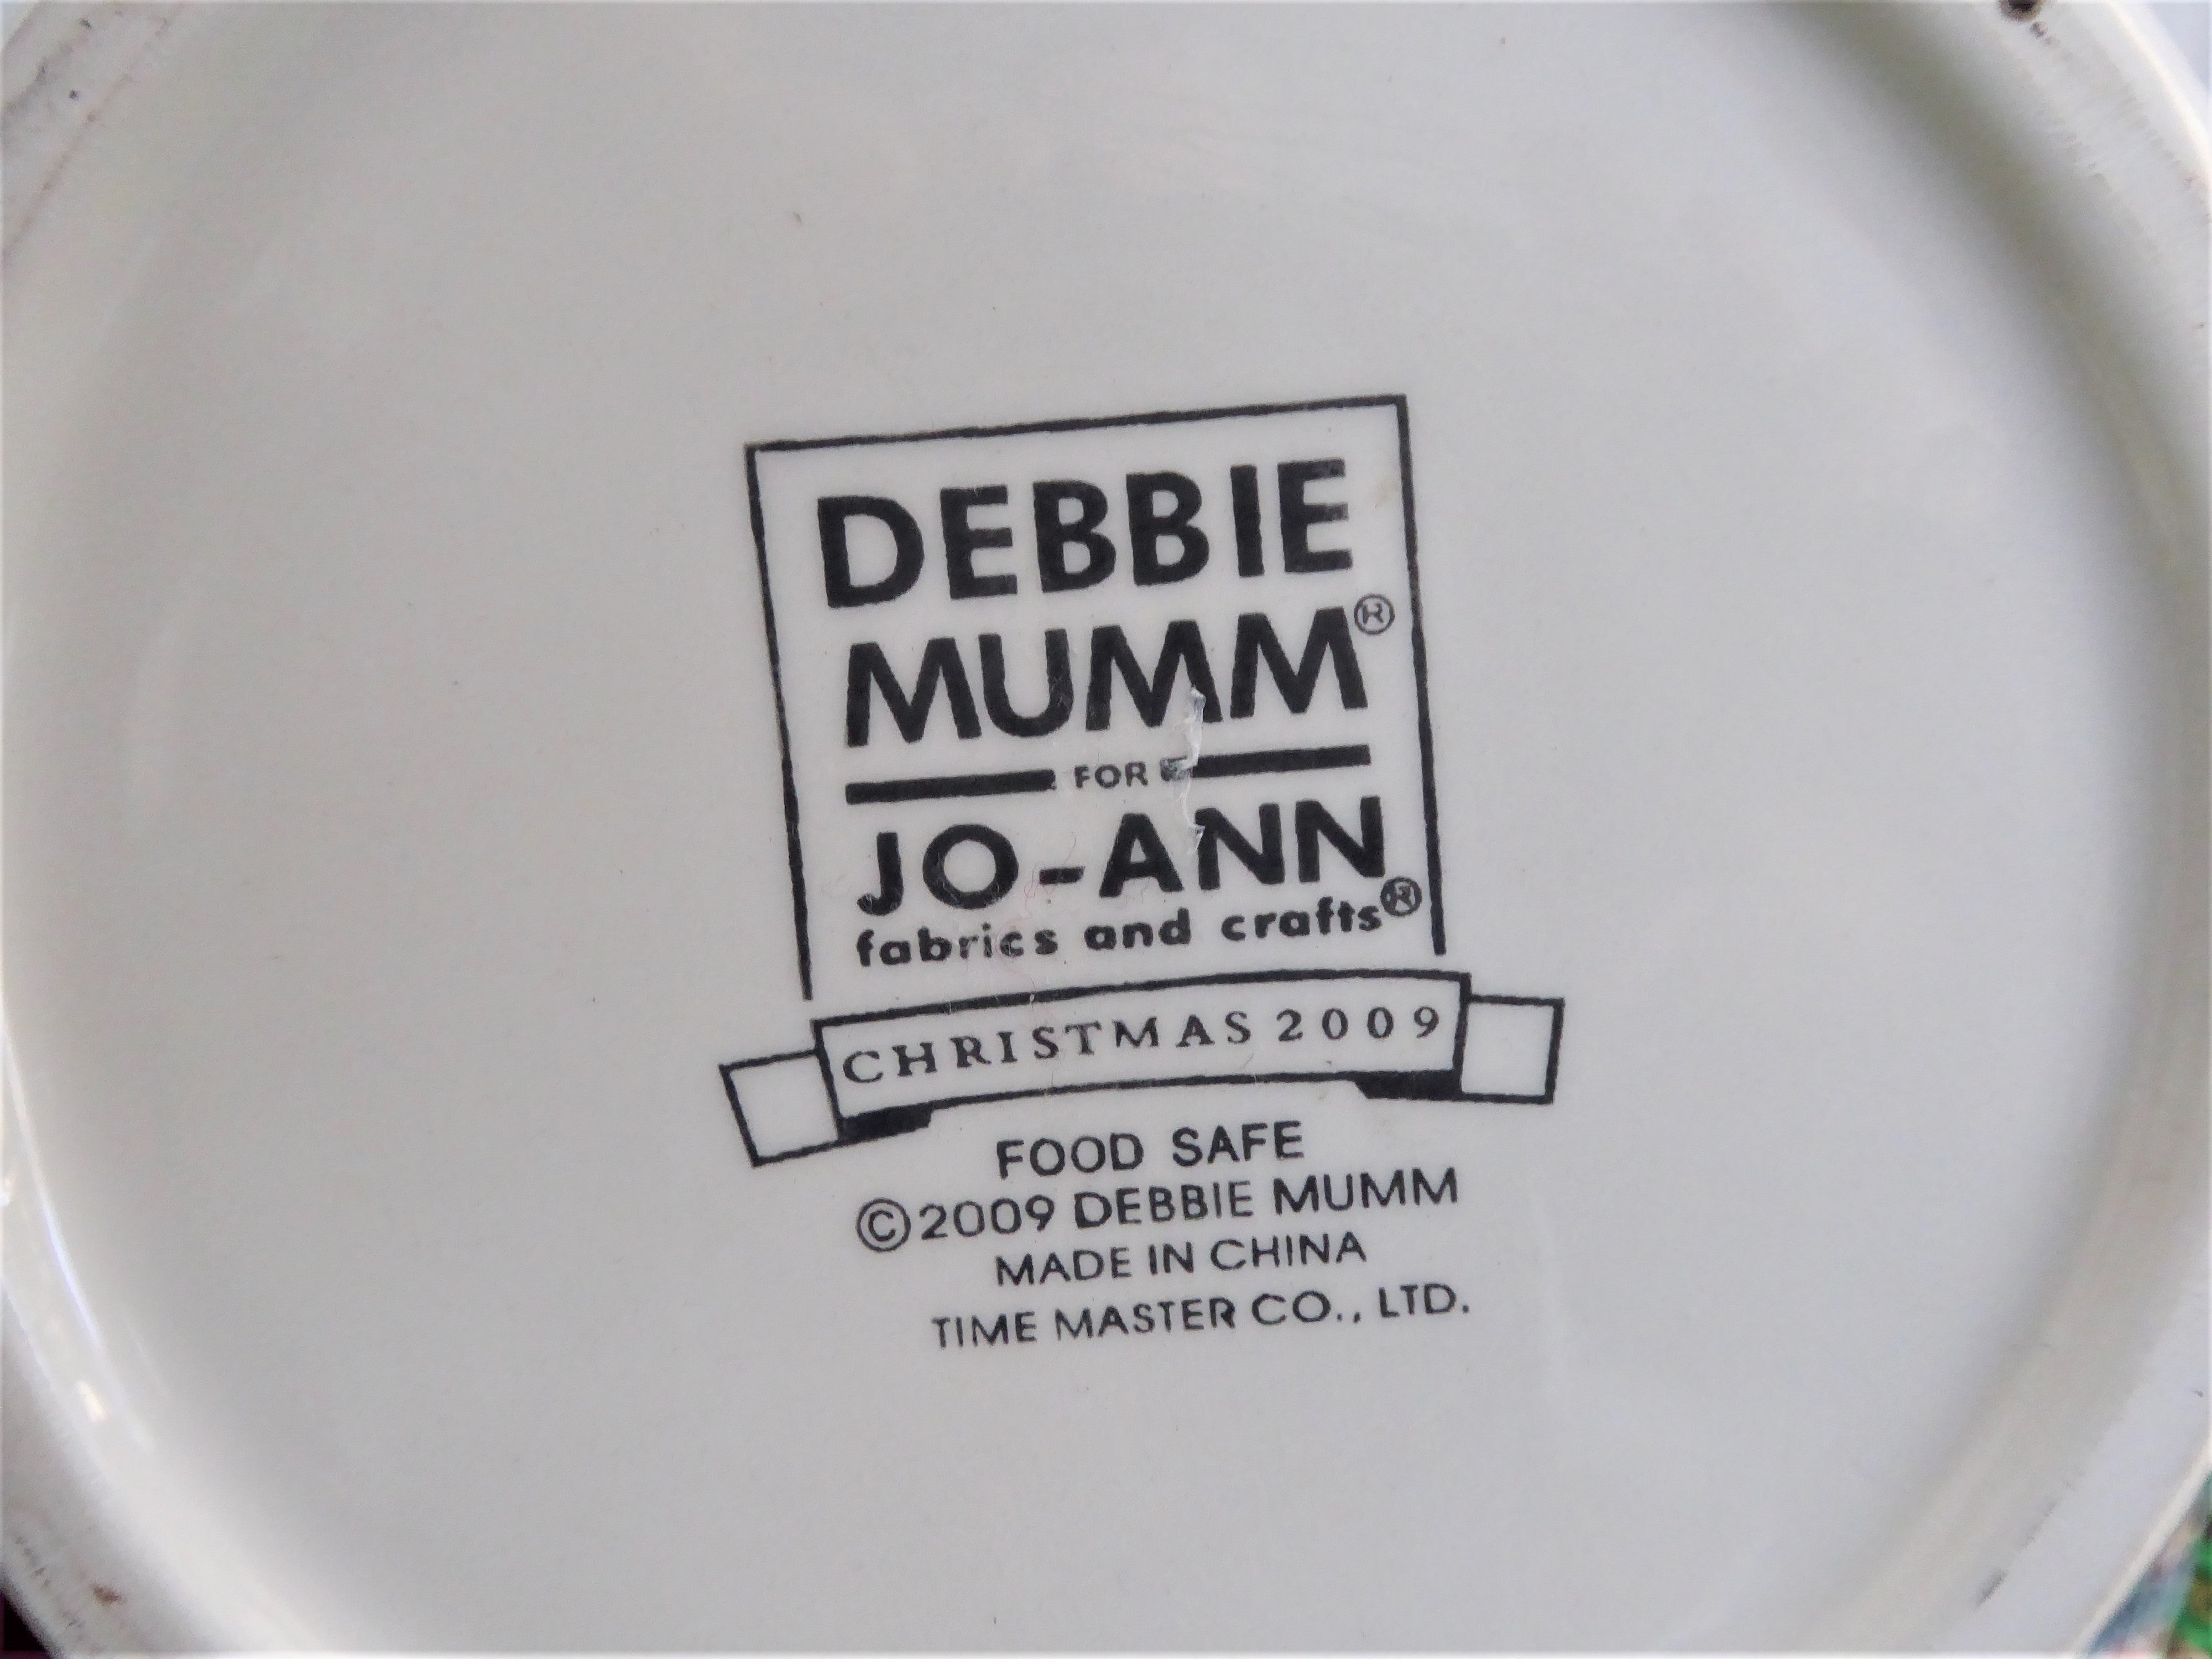 DEBBIE
MUMM®
FOR
JO-ANN
fabrics and crafts®
CHRISTMAS 2009
FOOD SAFE
©2009 DEBBIE MUMM
MADE IN CHINA
TIME MASTER CO., LTD.